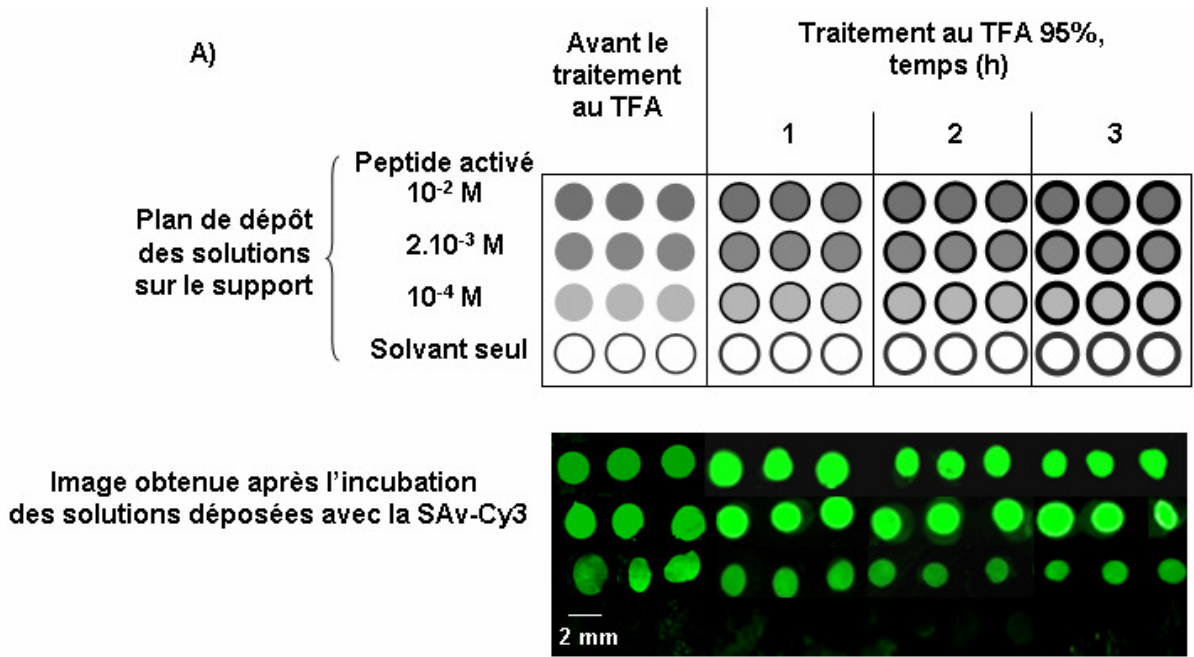 A)
Avant le
traitement
au TFA
Traitement au TFA 95%,
temps (h)
1 2 3
Peptide activé
10⁻² M
2.10⁻³ M
10⁻⁴ M
Solvant seul
Plan de dépôt
des solutions
sur le support
Image obtenue après l'incubation
des solutions déposées avec la SAv-Cy3
2 mm